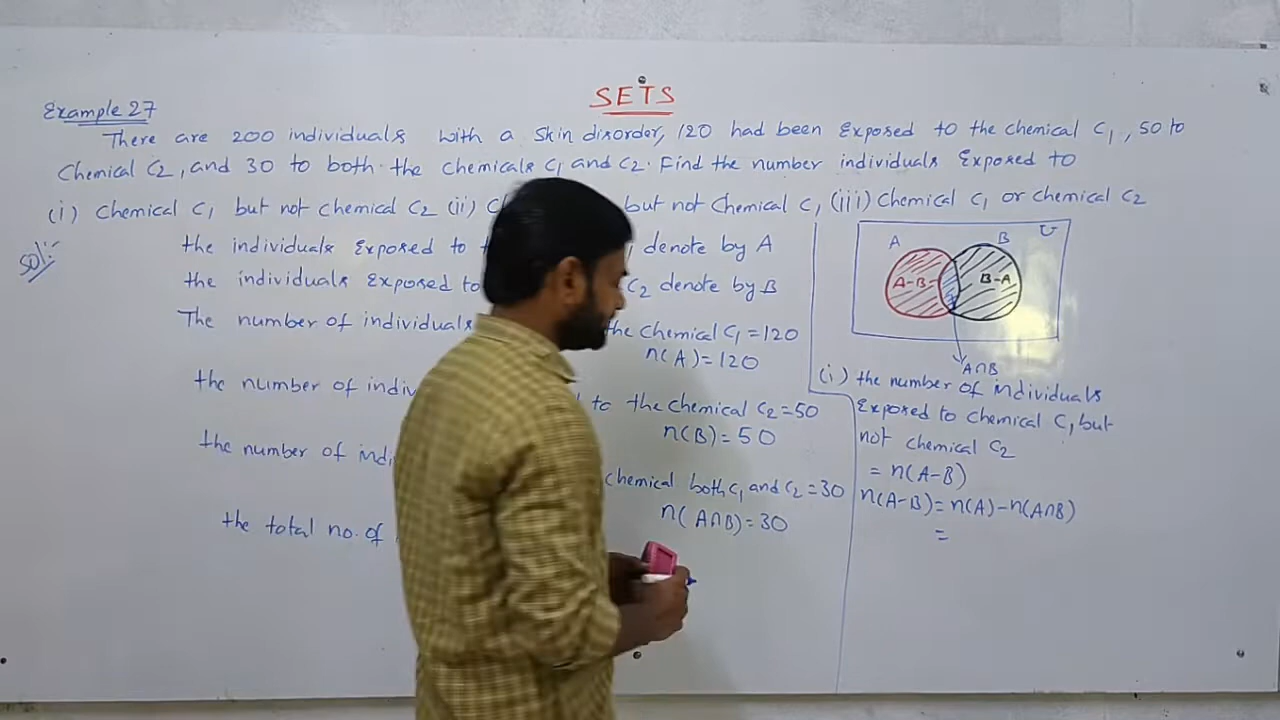 SETS
Example 27
There are 200 individuals with a skin disorder, 120 had been Exposed to the chemical C1, 50 to
Chemical C2, and 30 to both the chemicals C1 and C2. Find the number individuals Exposed to
(i) Chemical C1 but not chemical C2 (ii) but not chemical C1 (iii) Chemical C1 or chemical C2
Sol:
the individuals Exposed to denote by A
the individuals Exposed to C2 denote by B
The number of individuals the chemical C1 = 120
n(A) = 120
the number of to the chemical C2 = 50
n(B) = 50
the number of chemical both C1 and C2 = 30
n(A∩B) = 30
the total no. of
A B U
A-B B-A
A∩B
(i) the number of individuals
Exposed to chemical C1 but
not chemical C2
= n(A-B)
n(A-B) = n(A) - n(A∩B)
=